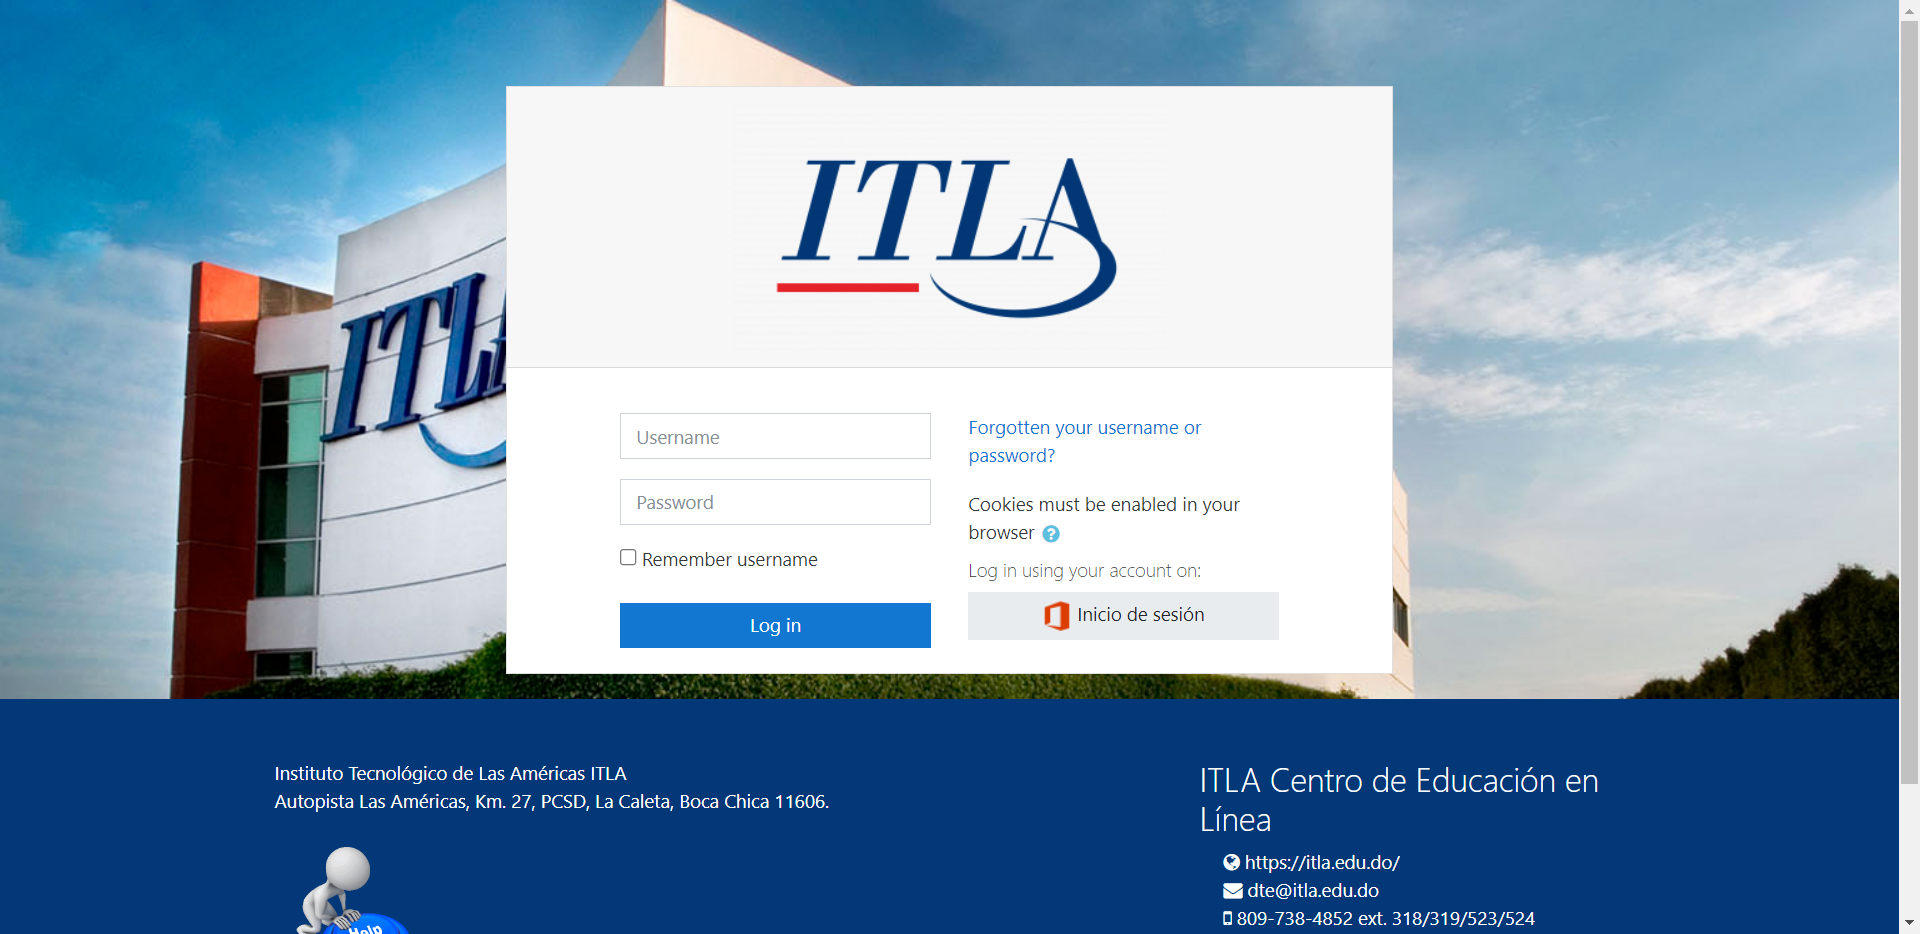 ITLA
ITLA
Username
Password
Remember username
Log in
Forgotten your username or
password?
Cookies must be enabled in your
browser
Log in using your account on:
Inicio de sesión
Instituto Tecnológico de Las Américas ITLA
Autopista Las Américas, Km. 27, PCSD, La Caleta, Boca Chica 11606.
Help
ITLA Centro de Educación en
Línea
https://itla.edu.do/
dte@itla.edu.do
809-738-4852 ext. 318/319/523/524